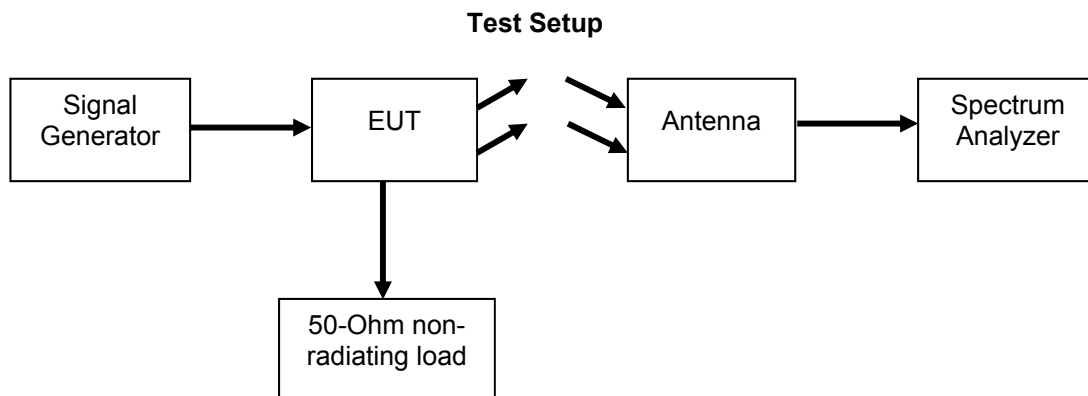 Test Setup
Signal
Generator
EUT
Antenna
Spectrum
Analyzer
50-Ohm non-
radiating load